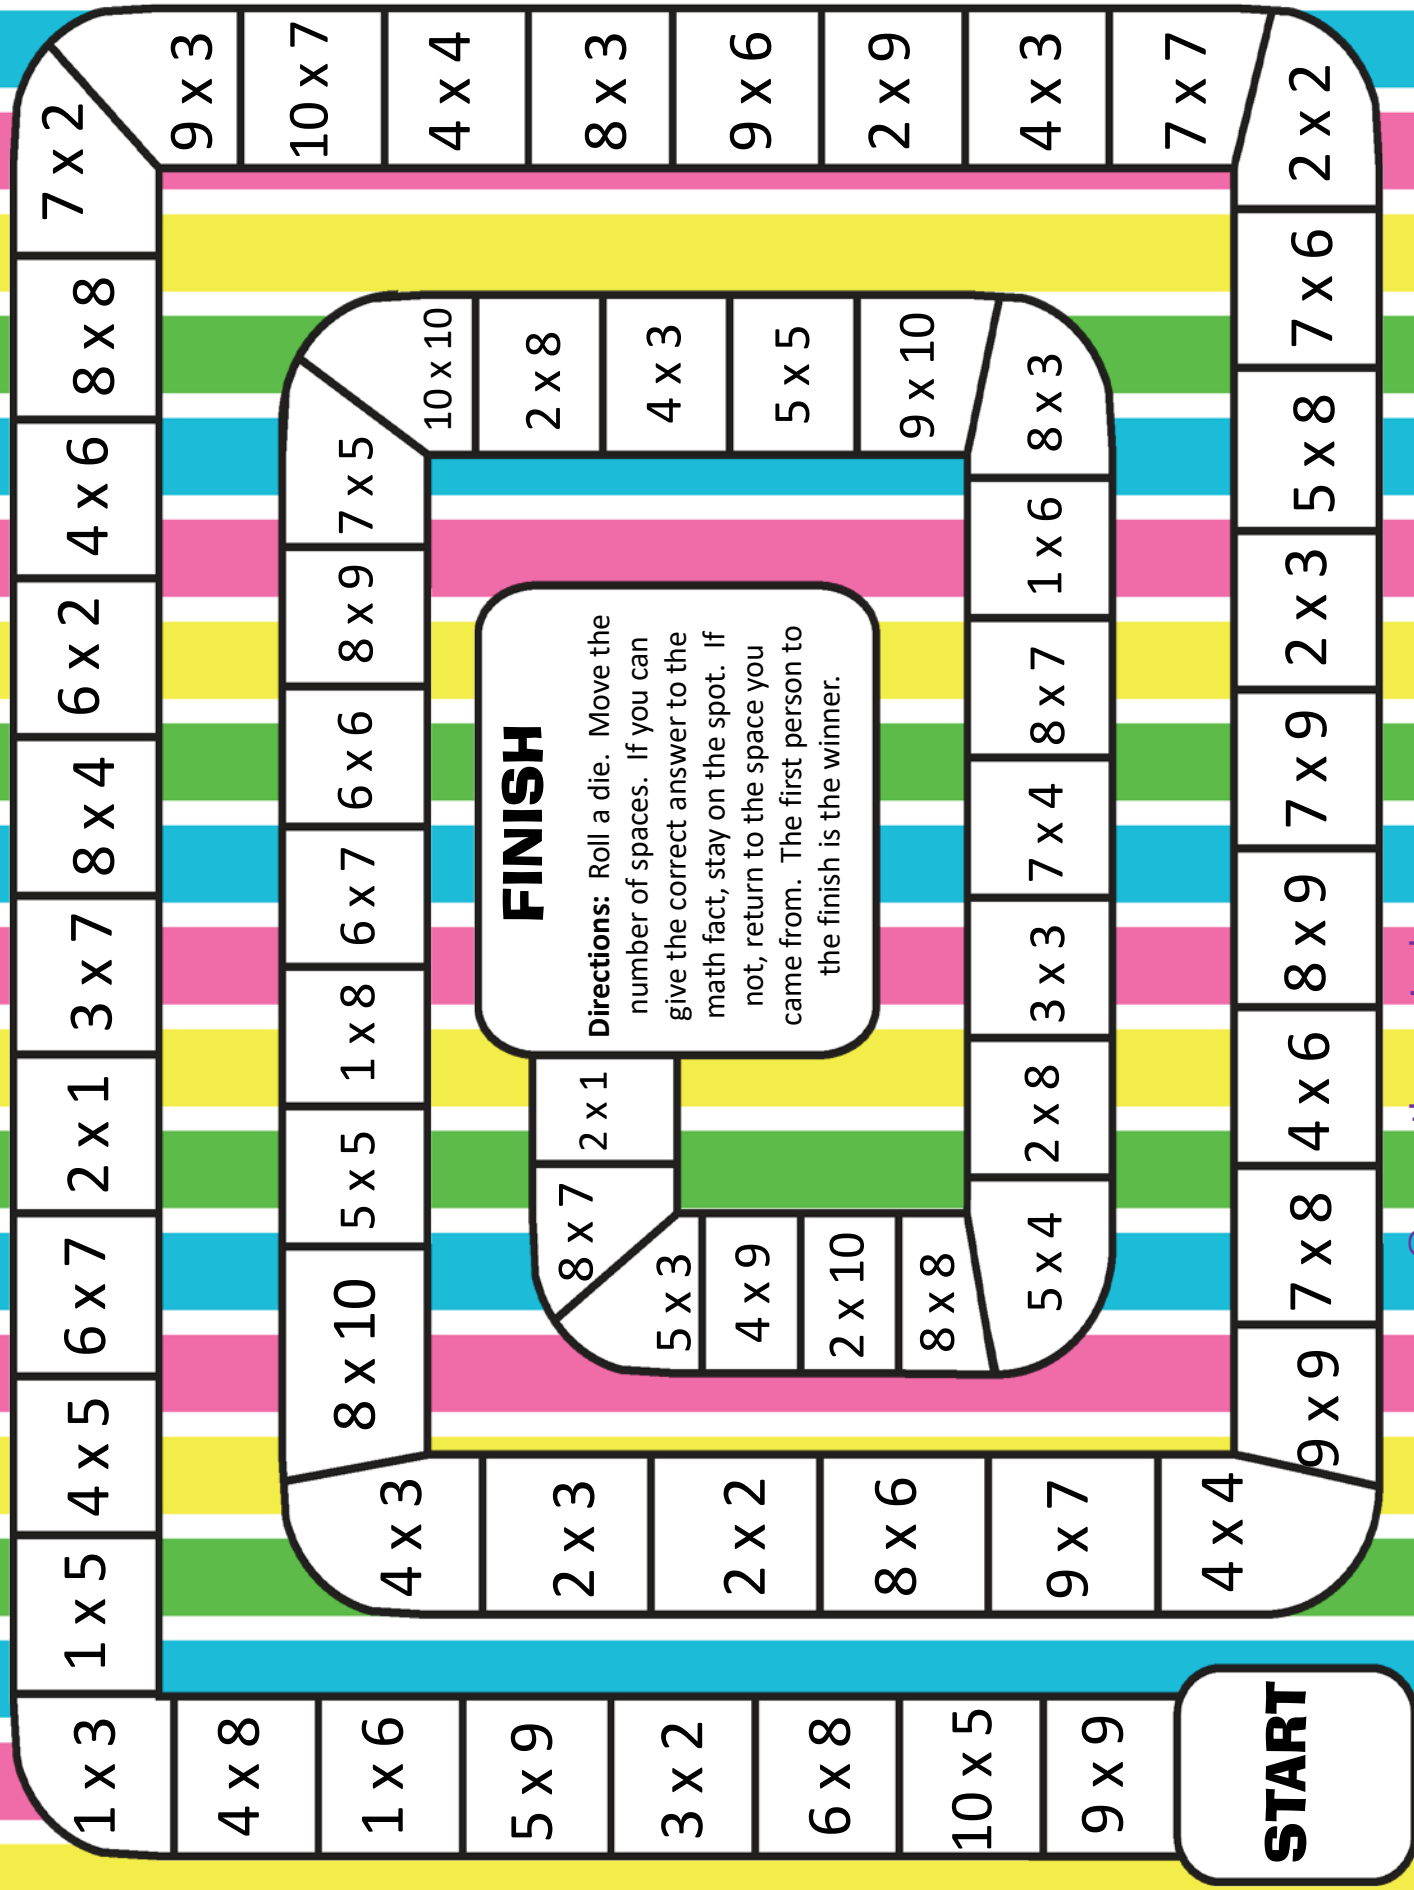 START
9 x 9
10 x 5
6 x 8
3 x 2
5 x 9
1 x 6
4 x 8
1 x 3
1 x 5
4 x 5
6 x 7
2 x 1
3 x 7
8 x 4
6 x 2
4 x 6
8 x 8
7 x 2
9 x 3
10 x 7
4 x 4
8 x 3
9 x 6
2 x 9
4 x 3
7 x 7
2 x 2
7 x 6
5 x 8
2 x 3
7 x 9
8 x 9
4 x 6
7 x 8
9 x 9
4 x 4
9 x 7
8 x 6
2 x 2
2 x 3
4 x 3
8 x 10
5 x 5
1 x 8
6 x 7
6 x 6
8 x 9
7 x 5
10 x 10
2 x 8
4 x 3
5 x 5
9 x 10
8 x 3
1 x 6
8 x 7
7 x 4
3 x 3
2 x 8
5 x 4
8 x 8
2 x 10
4 x 9
5 x 3
8 x 7
2 x 1
FINISH
Directions: Roll a die. Move the
number of spaces. If you can
give the correct answer to the
math fact, stay on the spot. If
not, return to the space you
came from. The first person to
the finish is the winner.